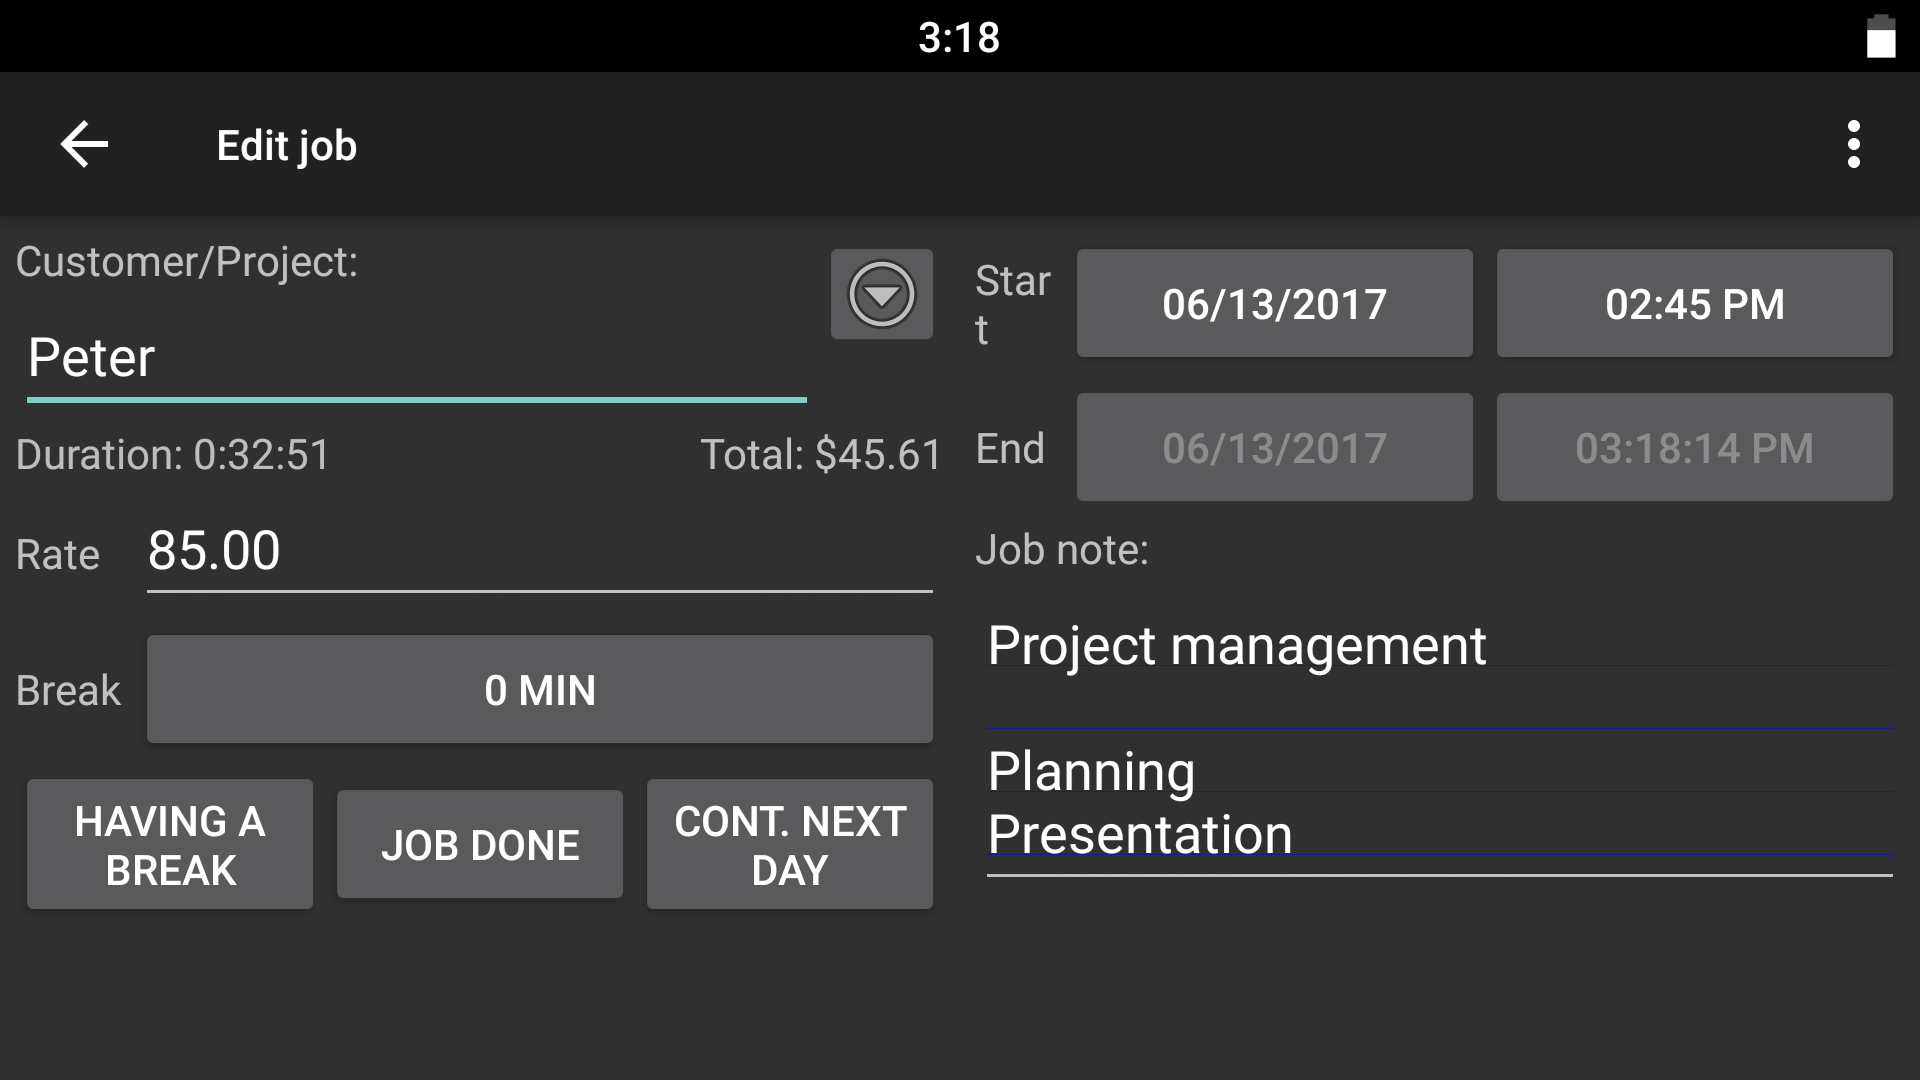 3:18
Edit job
Customer/Project:
Peter
Duration: 0:32:51
Total: $45.61
Rate
85.00
Break
0 MIN
HAVING A
BREAK
JOB DONE
CONT. NEXT
DAY
Star
t
06/13/2017
02:45 PM
End
06/13/2017
03:18:14 PM
Job note:
Project management
Planning
Presentation